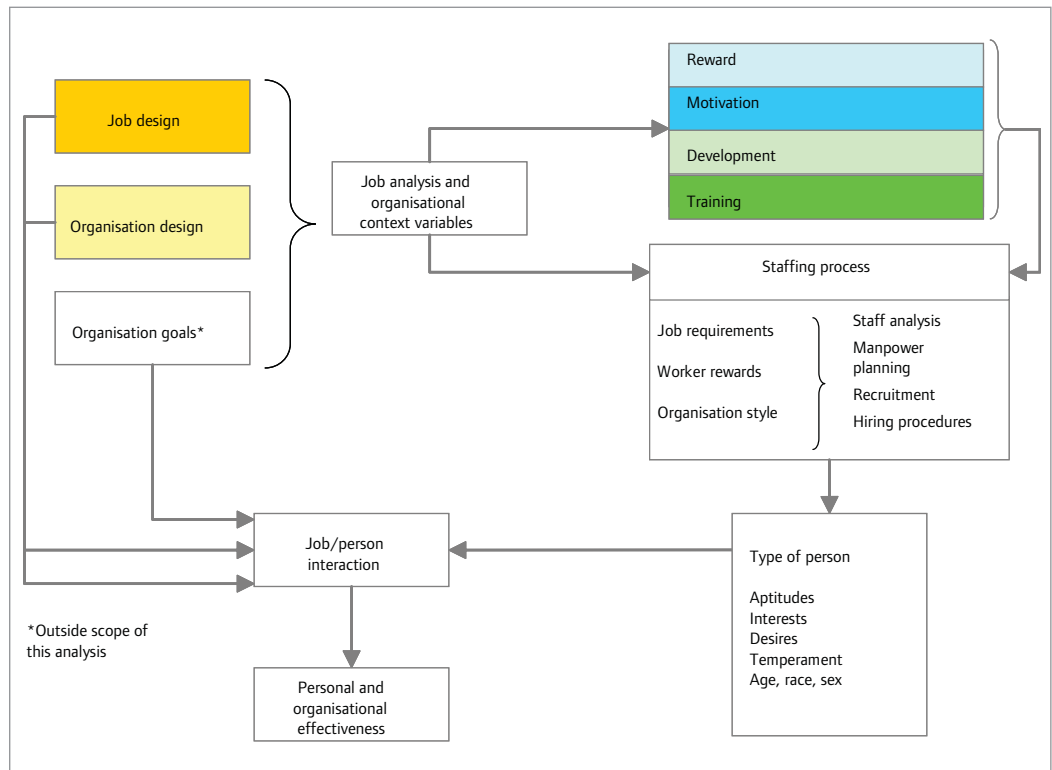 Job design
Organisation design
Organisation goals*
Job analysis and
organisational
context variables
Reward
Motivation
Development
Training
Staffing process
Job requirements
Worker rewards
Organisation style
Staff analysis
Manpower
planning
Recruitment
Hiring procedures
Job/person
interaction
Type of person
Aptitudes
Interests
Desires
Temperament
Age, race, sex
*Outside scope of
this analysis
Personal and
organisational
effectiveness